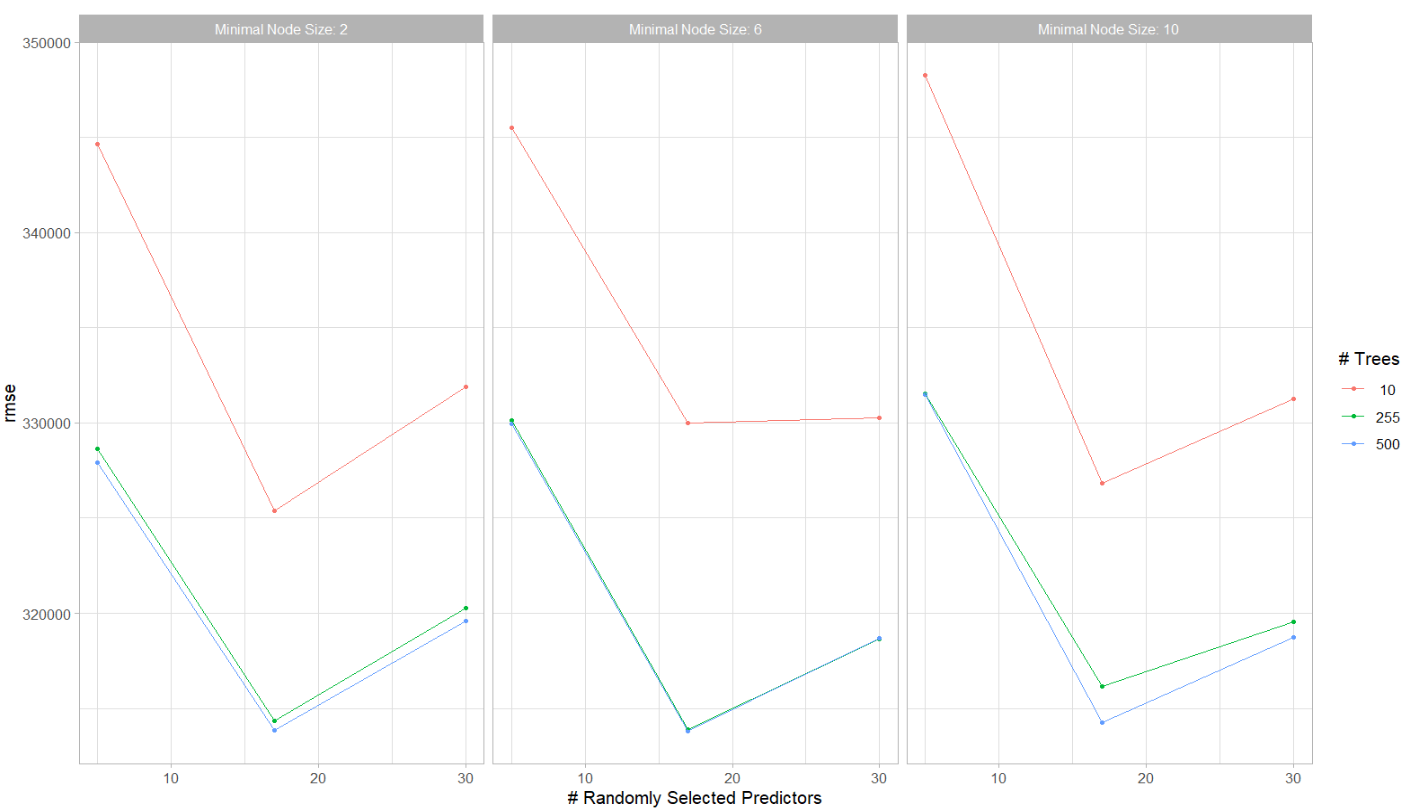 Minimal Node Size: 2 Minimal Node Size: 6 Minimal Node Size: 10
350000
340000
330000
320000
rmse
10 20 30 10 20 30 10 20 30
# Randomly Selected Predictors
# Trees
10
255
500